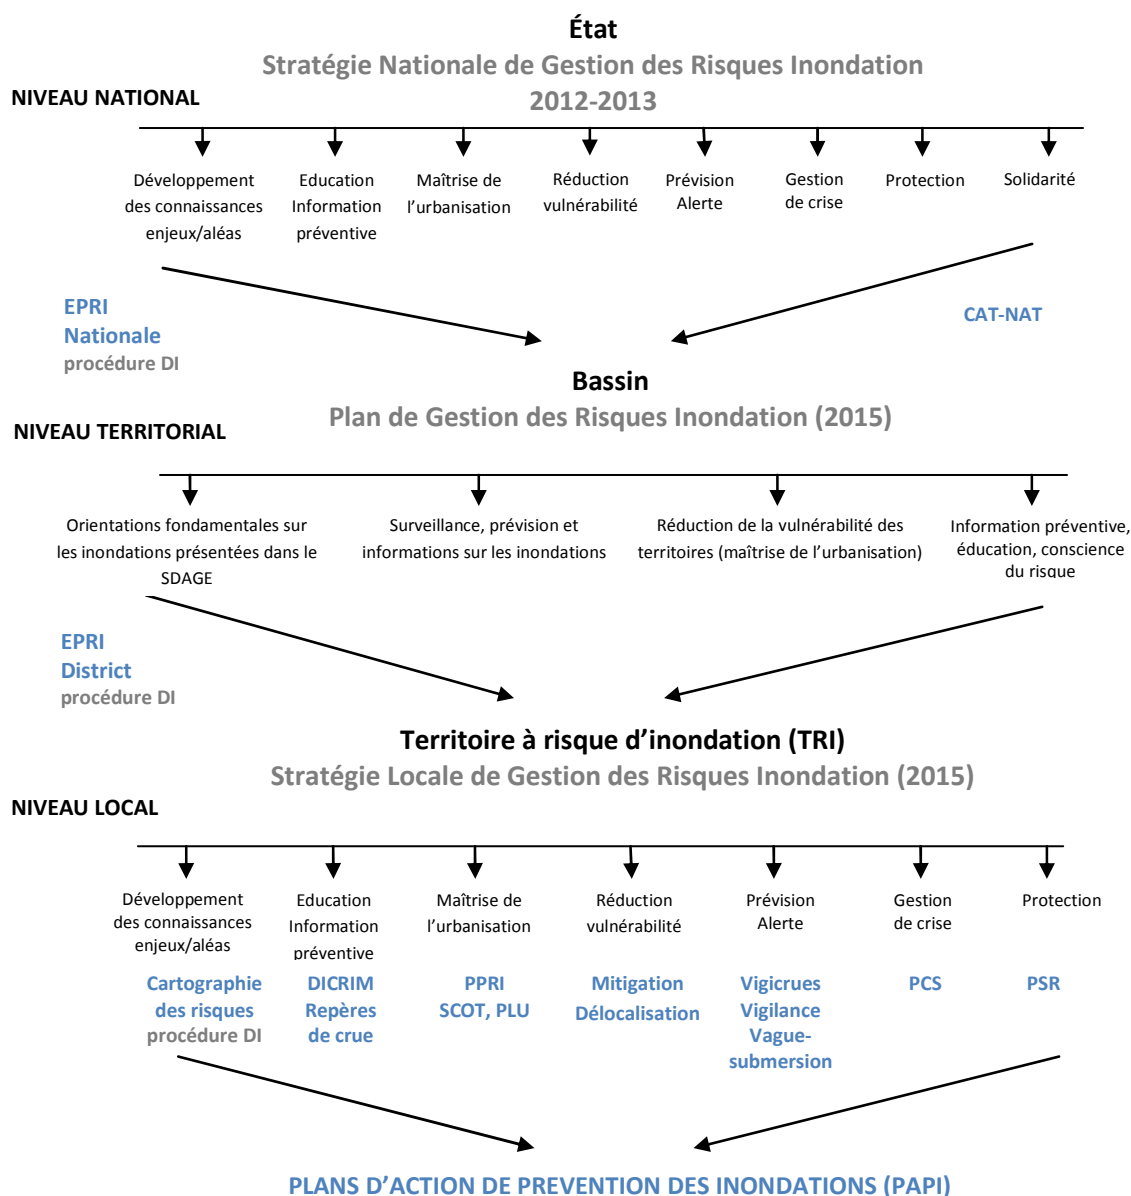 État
Stratégie Nationale de Gestion des Risques Inondation
2012-2013
NIVEAU NATIONAL
Développement
des connaissances
enjeux/aléas
Education
Information
préventive
Maîtrise de
l'urbanisation
Réduction
vulnérabilité
Prévision
Alerte
Gestion
de crise
Protection
Solidarité
EPRI
Nationale
procédure DI
CAT-NAT
Bassin
Plan de Gestion des Risques Inondation (2015)
NIVEAU TERRITORIAL
Orientations fondamentales sur
les inondations présentées dans le
SDAGE
Surveillance, prévision et
informations sur les inondations
Réduction de la vulnérabilité des
territoires (maîtrise de l'urbanisation)
Information préventive,
éducation, conscience
du risque
EPRI
District
procédure DI
Territoire à risque d'inondation (TRI)
Stratégie Locale de Gestion des Risques Inondation (2015)
NIVEAU LOCAL
Développement
des connaissances
enjeux/aléas
Education
Information
préventive
Maîtrise de
l'urbanisation
Réduction
vulnérabilité
Prévision
Alerte
Gestion
de crise
Protection
Cartographie
des risques
procédure DI
DICRIM
Repères
de crue
PPRI
SCOT, PLU
Mitigation
Délocalisation
Vigicrues
Vigilance
Vague-
submersion
PCS
PSR
PLANS D'ACTION DE PREVENTION DES INONDATIONS (PAPI)